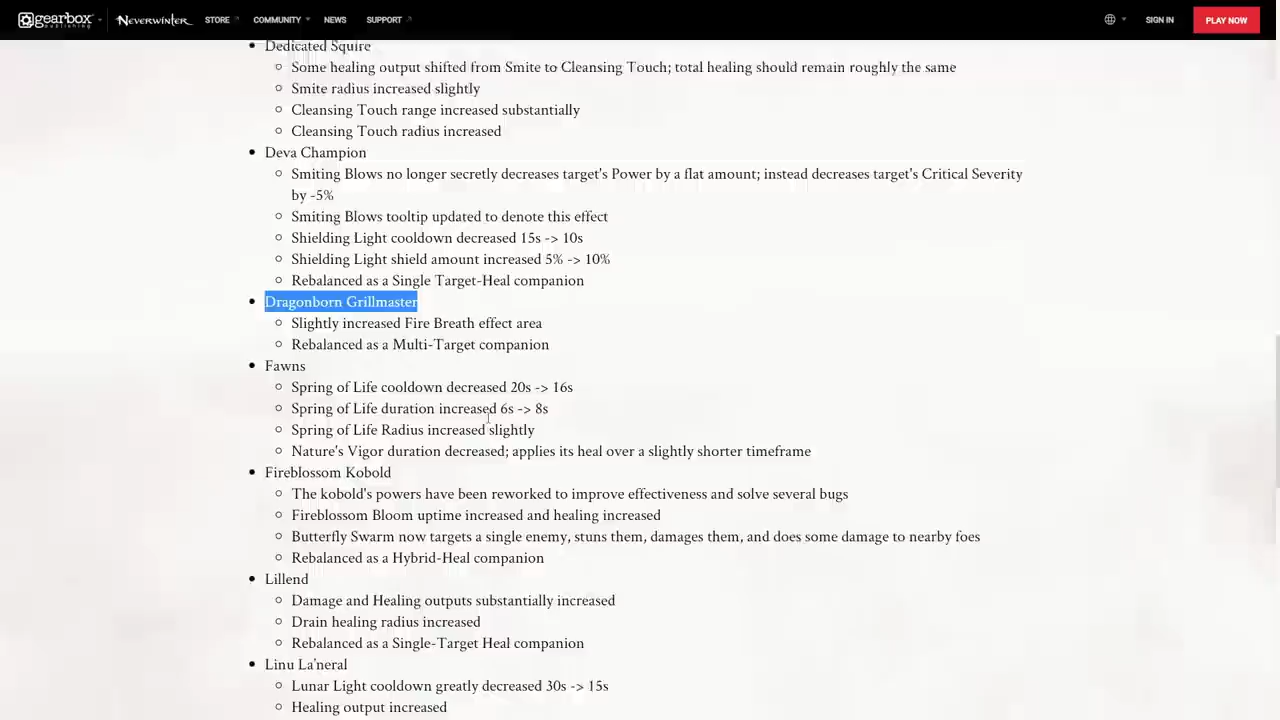 gearbox publishing NEVERWINTER STORE COMMUNITY NEWS SUPPORT SIGN IN PLAY NOW
Dedicated Squire
Some healing output shifted from Smite to Cleansing Touch; total healing should remain roughly the same
Smite radius increased slightly
Cleansing Touch range increased substantially
Cleansing Touch radius increased
Deva Champion
Smiting Blows no longer secretly decreases target's Power by a flat amount; instead decreases target's Critical Severity
by -5%
Smiting Blows tooltip updated to denote this effect
Shielding Light cooldown decreased 15s -> 10s
Shielding Light shield amount increased 5% -> 10%
Rebalanced as a Single Target-Heal companion
Dragonborn Grillmaster
Slightly increased Fire Breath effect area
Rebalanced as a Multi-Target companion
Fawns
Spring of Life cooldown decreased 20s -> 16s
Spring of Life duration increased 6s -> 8s
Spring of Life Radius increased slightly
Nature's Vigor duration decreased; applies its heal over a slightly shorter timeframe
Fireblossom Kobold
The kobold's powers have been reworked to improve effectiveness and solve several bugs
Fireblossom Bloom uptime increased and healing increased
Butterfly Swarm now targets a single enemy, stuns them, damages them, and does some damage to nearby foes
Rebalanced as a Hybrid-Heal companion
Lillend
Damage and Healing outputs substantially increased
Drain healing radius increased
Rebalanced as a Single-Target Heal companion
Linu La'neral
Lunar Light cooldown greatly decreased 30s -> 15s
Healing output increased